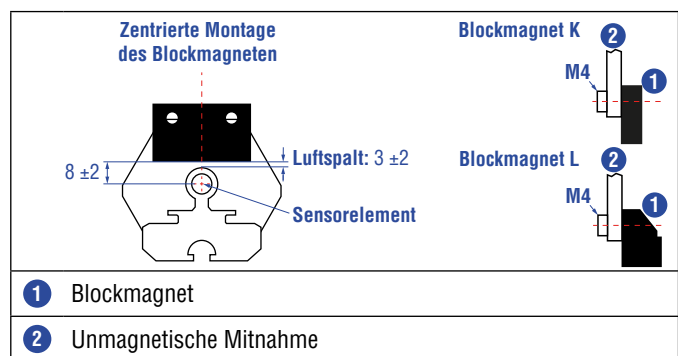 Zentrierte Montage
des Blockmagneten
8 ±2
Luftspalt: 3 ±2
Sensorelement
Blockmagnet K
2
M4
1
Blockmagnet L
2
M4
1
1 Blockmagnet
2 Unmagnetische Mitnahme